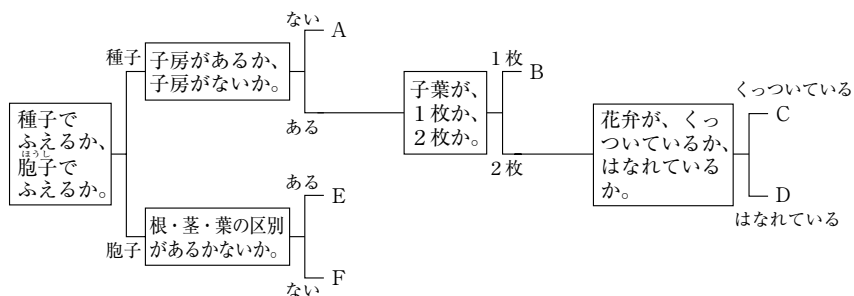 種子で
ふえるか、
ほうし
胞子で
ふえるか。
種子
子房があるか、
子房がないか。
ない
A
ある
子葉が、
1枚か、
2枚か。
1枚
B
2枚
花弁が、くっ
ついているか、
はなれている
か。
くっついている
C
D
はなれている
胞子
根・茎・葉の区別
があるかないか。
ある
E
F
ない